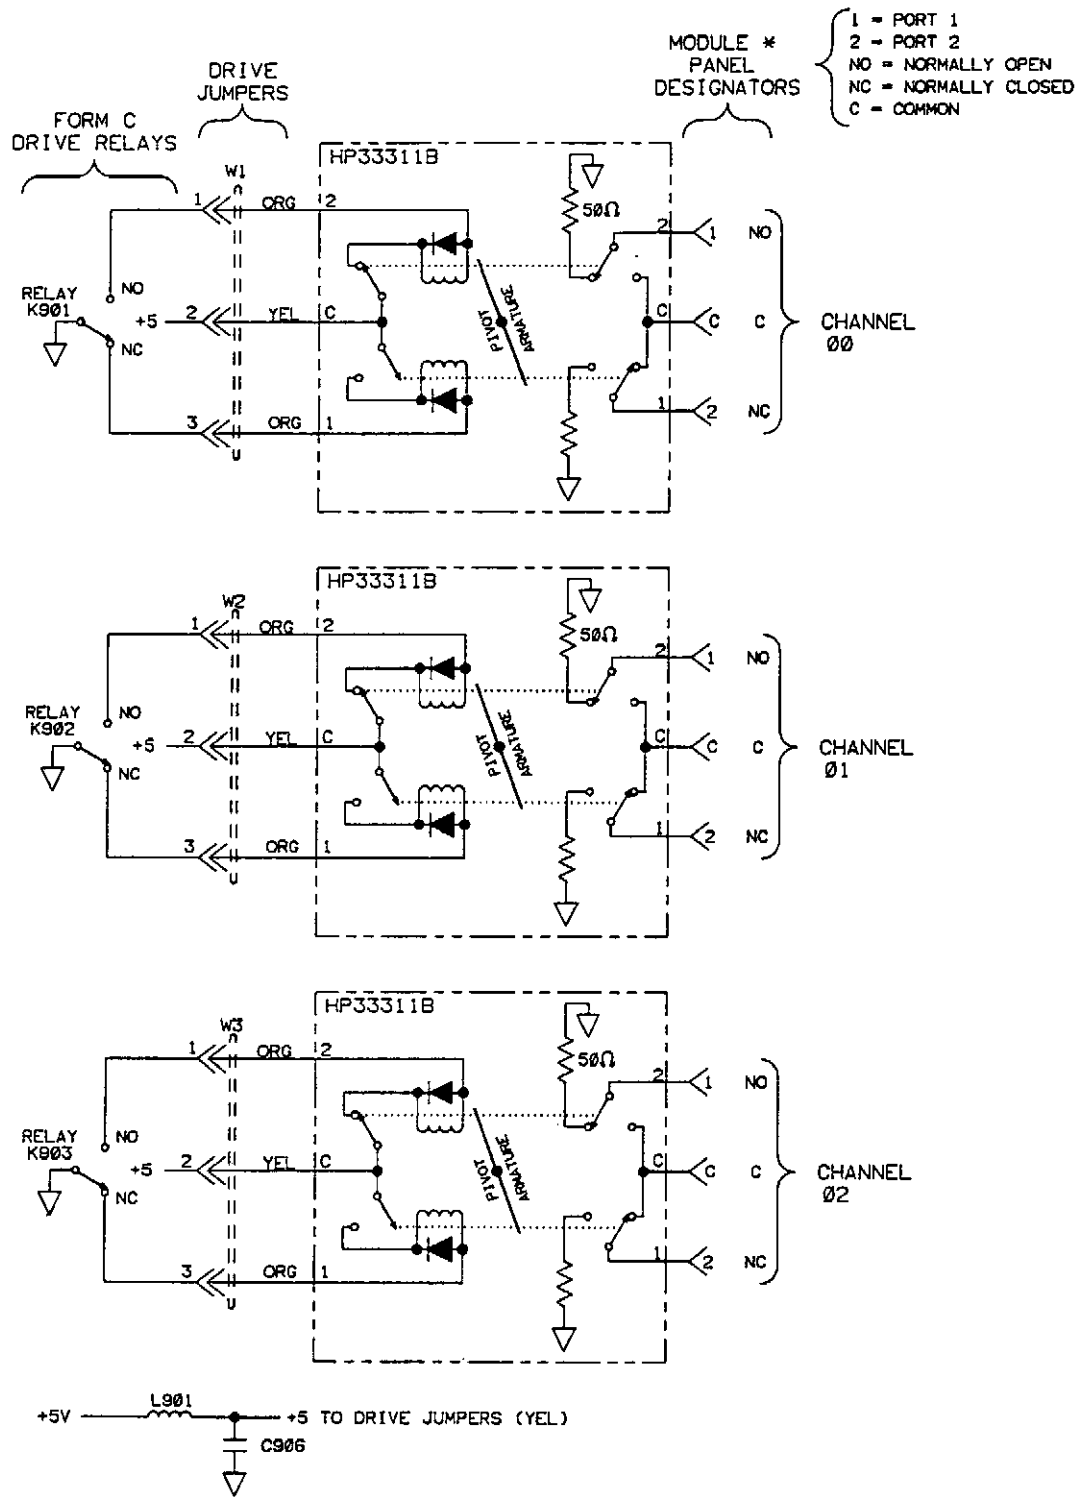 1 = PORT 1
2 = PORT 2
NO = NORMALLY OPEN
NC = NORMALLY CLOSED
C = COMMON
MODULE *
PANEL
DESIGNATORS
DRIVE
JUMPERS
FORM C
DRIVE RELAYS
HP33311B
W1
1 ORG 2
50Ω
2 1 NO
NO
RELAY
K901
+5 2 YEL C
NC
PIVOT
ARMATURE
C C C
CHANNEL
00
3 ORG 1
1 2 NC
HP33311B
W2
1 ORG 2
50Ω
2 1 NO
NO
RELAY
K902
+5 2 YEL C
NC
PIVOT
ARMATURE
C C C
CHANNEL
01
3 ORG 1
1 2 NC
HP33311B
W3
1 ORG 2
50Ω
2 1 NO
NO
RELAY
K903
+5 2 YEL C
NC
PIVOT
ARMATURE
C C C
CHANNEL
02
3 ORG 1
1 2 NC
L901
+5V
+5 TO DRIVE JUMPERS (YEL)
C906